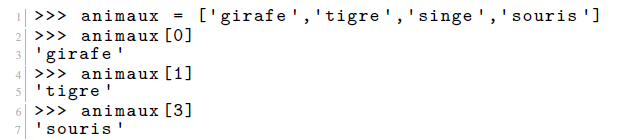 1 >>> animaux = ['girafe','tigre','singe','souris']
2 >>> animaux[0]
3 'girafe'
4 >>> animaux[1]
5 'tigre'
6 >>> animaux[3]
7 'souris'